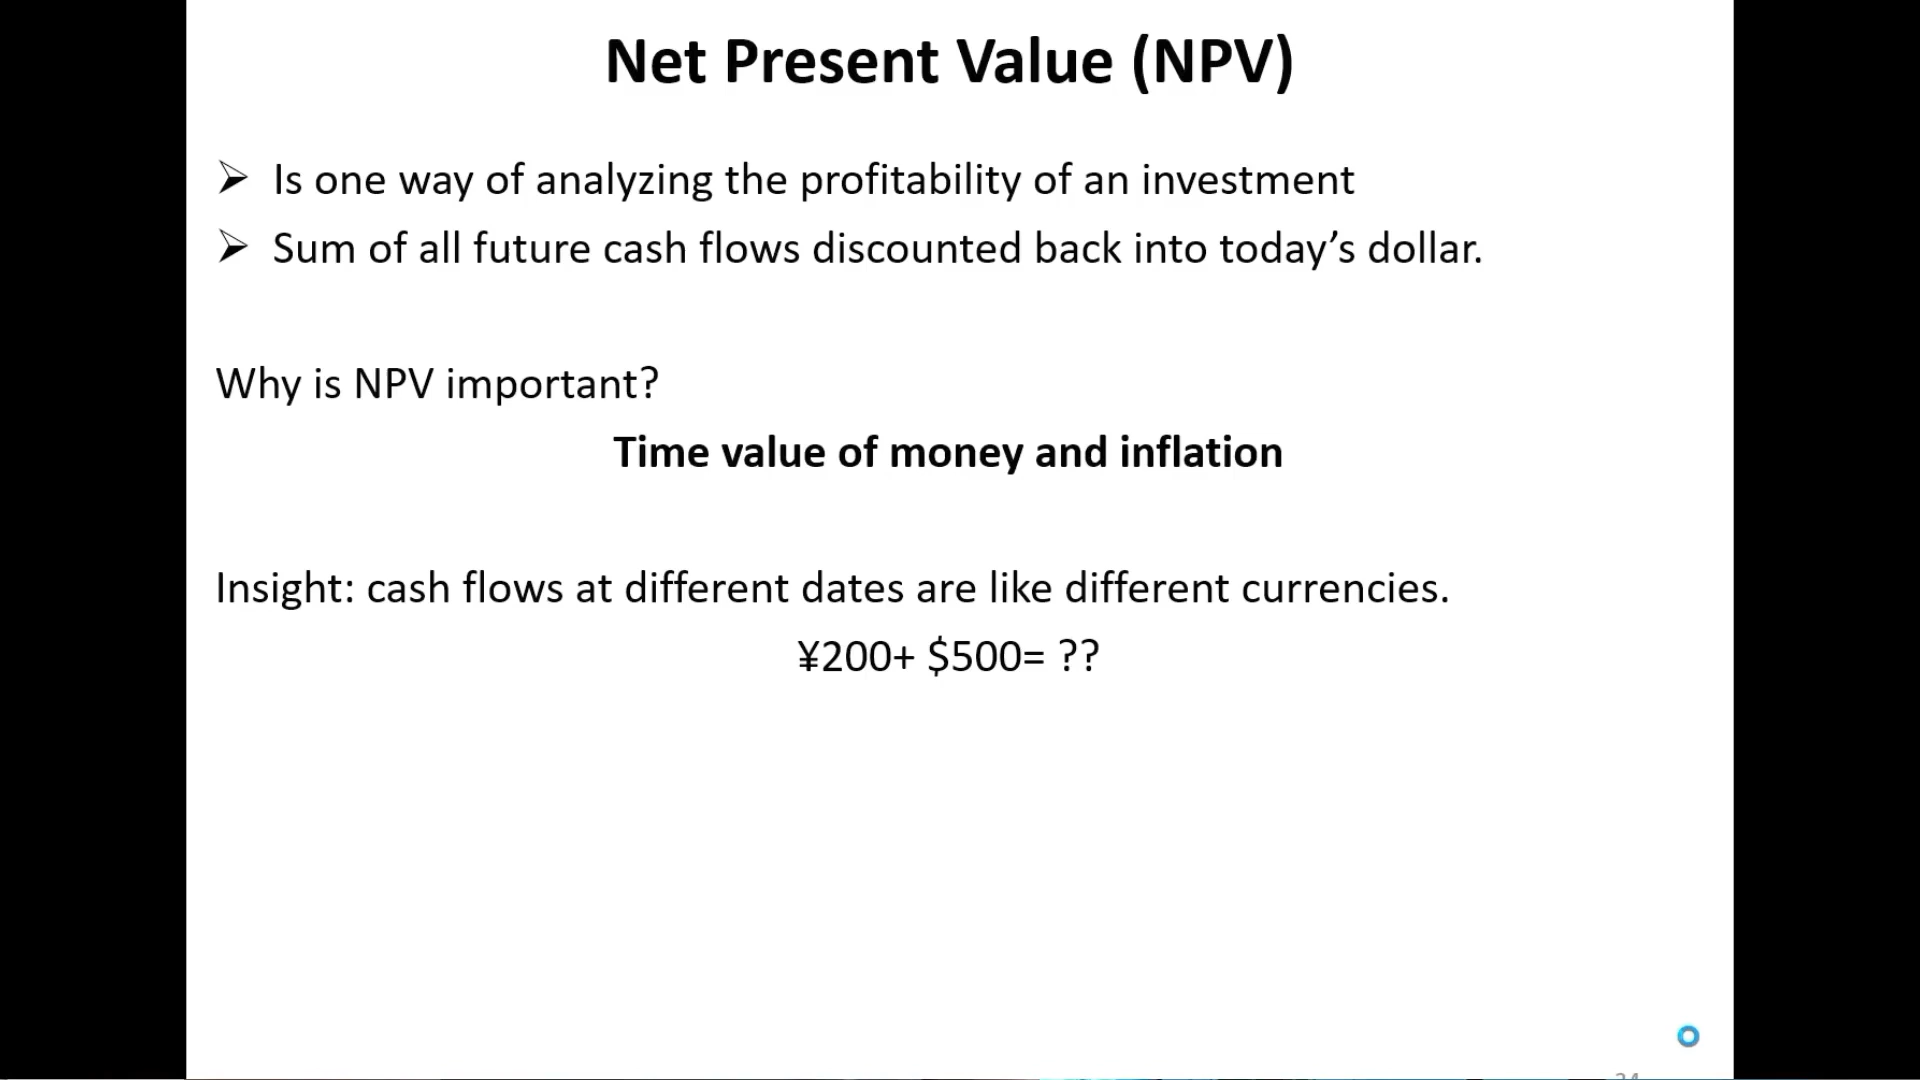 Net Present Value (NPV)
➢ Is one way of analyzing the profitability of an investment
➢ Sum of all future cash flows discounted back into today’s dollar.
Why is NPV important?
Time value of money and inflation
Insight: cash flows at different dates are like different currencies.
¥200+ $500= ??